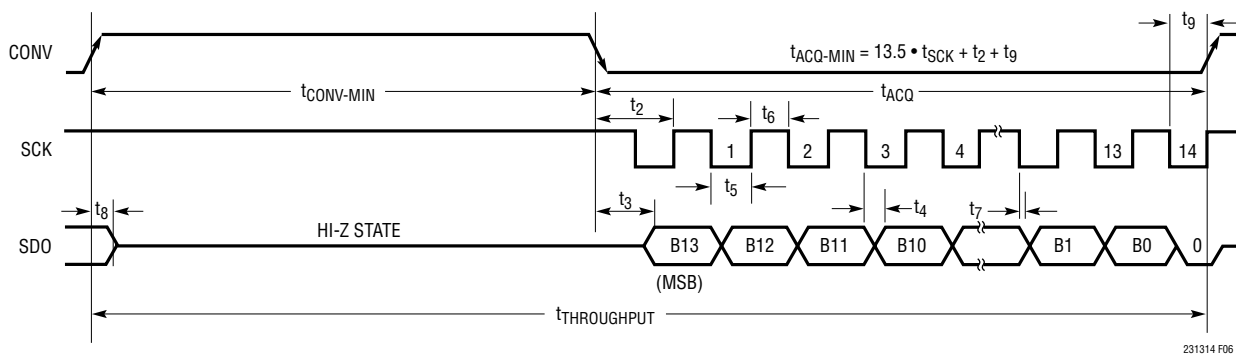 t9
CONV
tACQ-MIN = 13.5 • tSCK + t2 + t9
tCONV-MIN
tACQ
t2
t6
SCK
1
2
3
4
13
14
t5
t8
t3
t4
t7
SDO
HI-Z STATE
B13
B12
B11
B10
B1
B0
0
(MSB)
tTHROUGHPUT
231314 F06